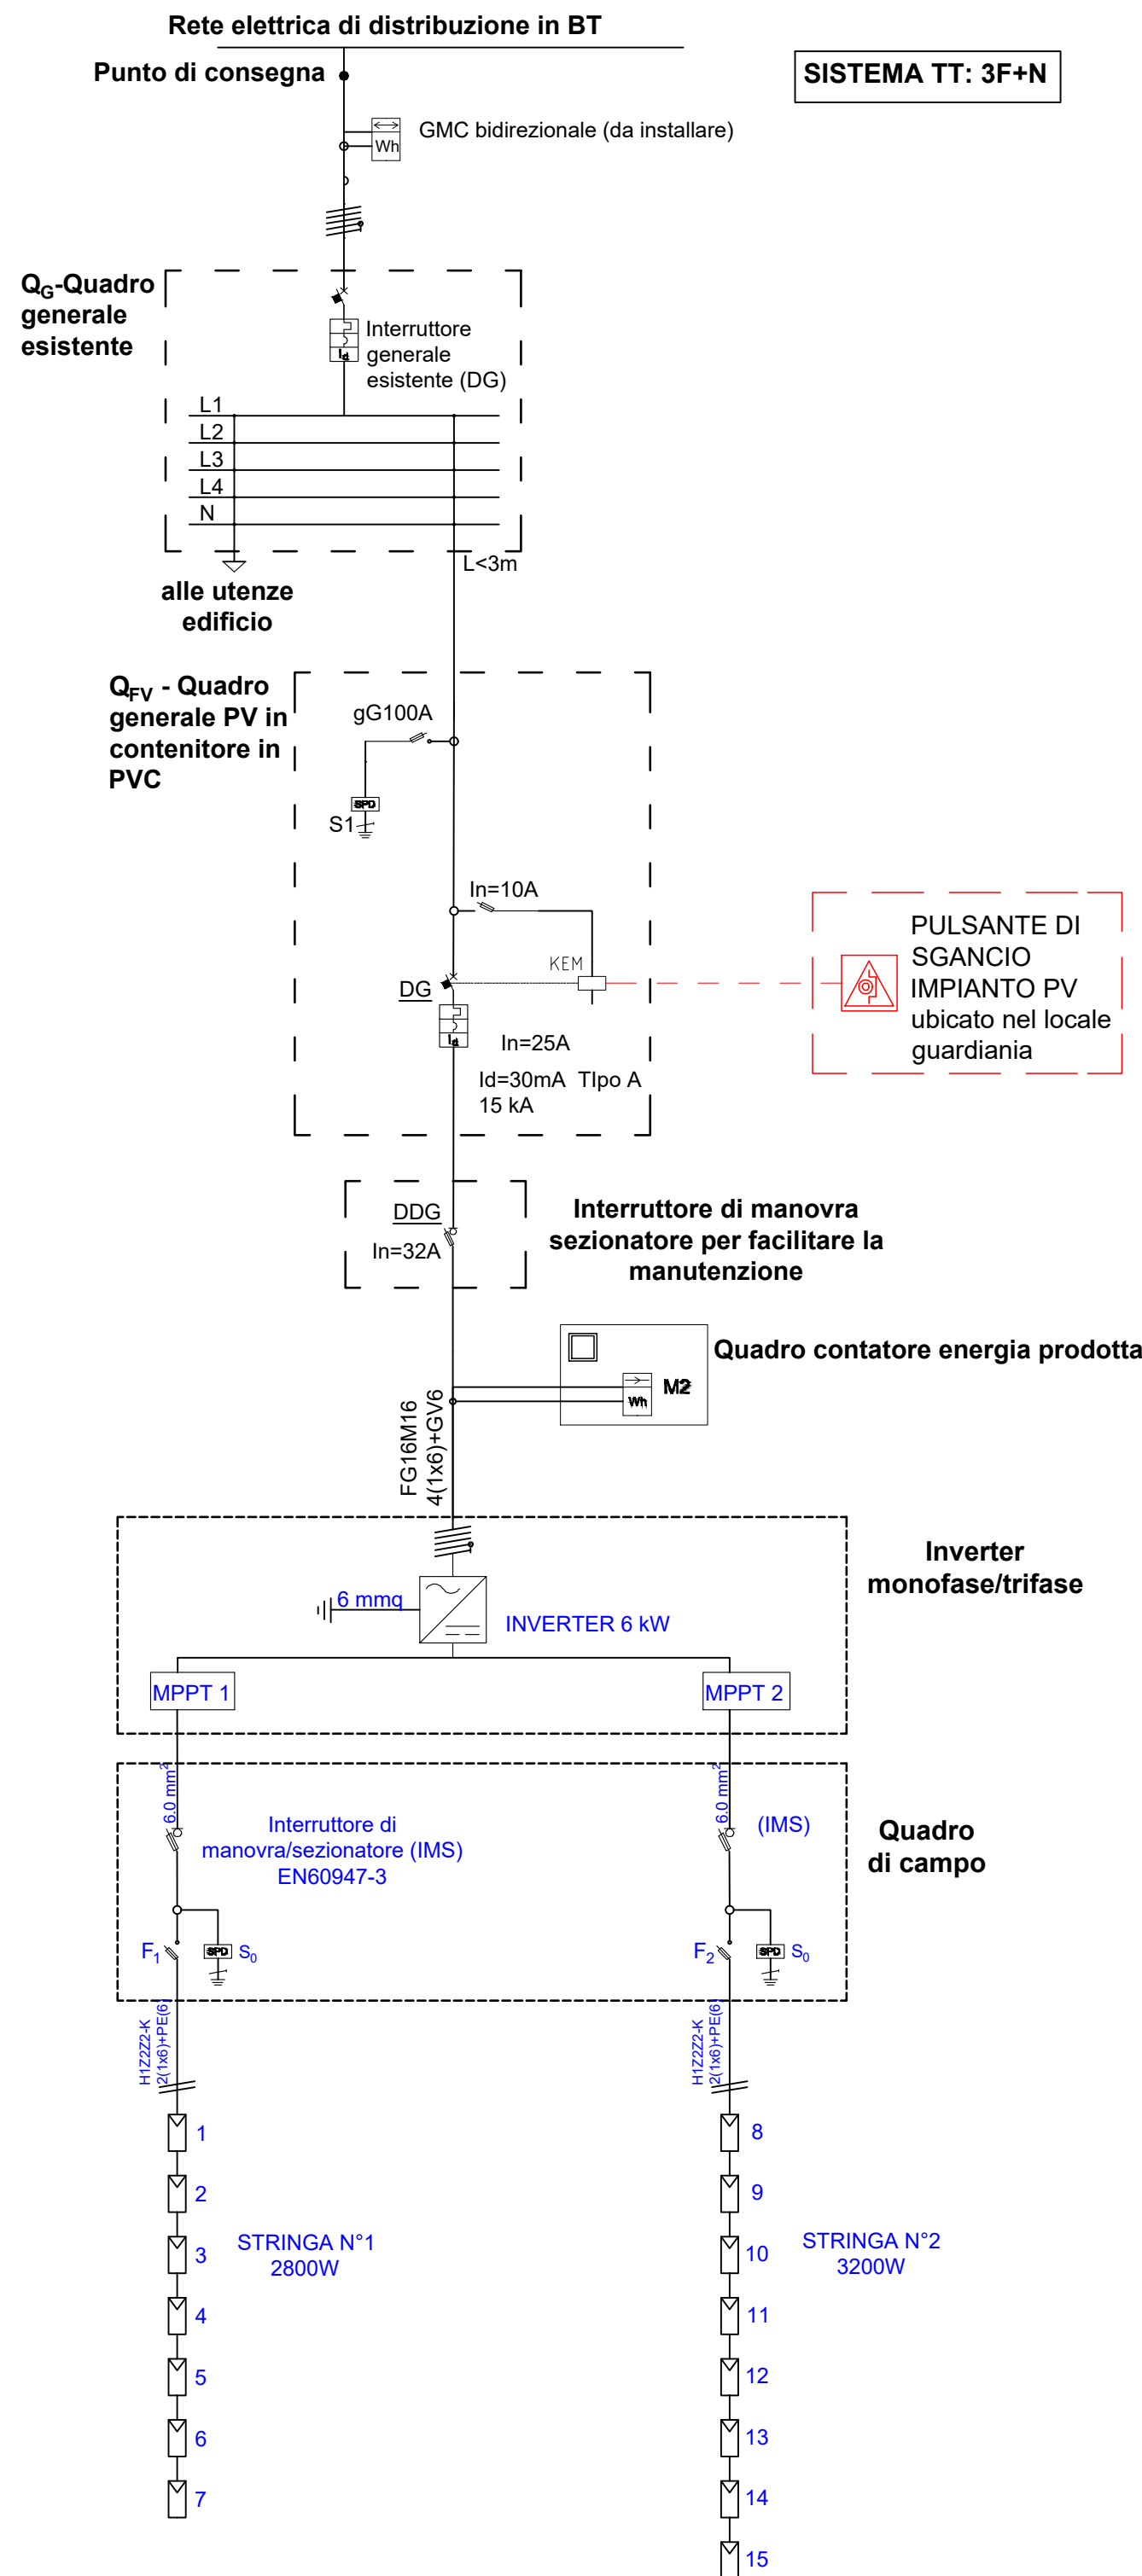 Rete elettrica di distribuzione in BT
Punto di consegna
SISTEMA TT: 3F+N
GMC bidirezionale (da installare)
Wh
QG-Quadro
generale
esistente
Interruttore
generale
esistente (DG)
Id
L1
L2
L3
L4
N
L<3m
alle utenze
edificio
QFV - Quadro
generale PV in
contenitore in
PVC
gG100A
SPD
S1
In=10A
KEM
DG
Id
In=25A
Id=30mA TIpo A
15 kA
PULSANTE DI
SGANCIO
IMPIANTO PV
ubicato nel locale
guardiania
DDG
In=32A
Interruttore di manovra
sezionatore per facilitare la
manutenzione
Quadro contatore energia prodotta
M2
Wh
FG16M16
4(1x6)+GV6
Inverter
monofase/trifase
6 mmq
INVERTER 6 kW
MPPT 1
MPPT 2
6.0 mm²
6.0 mm²
Interruttore di
manovra/sezionatore (IMS)
EN60947-3
(IMS)
Quadro
di campo
F1
SPD
S0
F2
SPD
S0
H1Z2Z2-K
2(1x6)+PE(6)
H1Z2Z2-K
2(1x6)+PE(6)
1
2
3
4
5
6
7
STRINGA N°1
2800W
8
9
10
11
12
13
14
15
STRINGA N°2
3200W